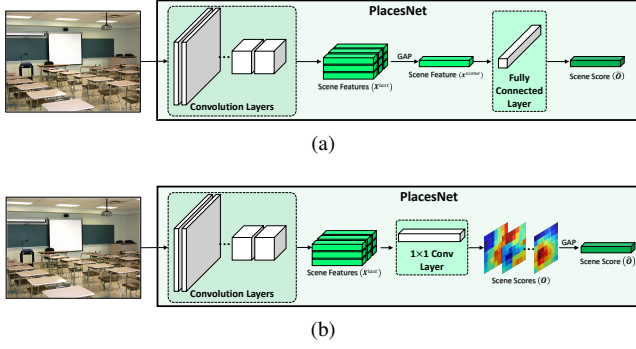 PlacesNet
GAP
Convolution Layers
Scene Features (X^last)
Scene Feature (x^scene)
Fully
Connected
Layer
Scene Score (Ô)
(a)
PlacesNet
Convolution Layers
Scene Features (X^last)
1×1 Conv
Layer
Scene Scores (O)
GAP
Scene Score (Ô)
(b)